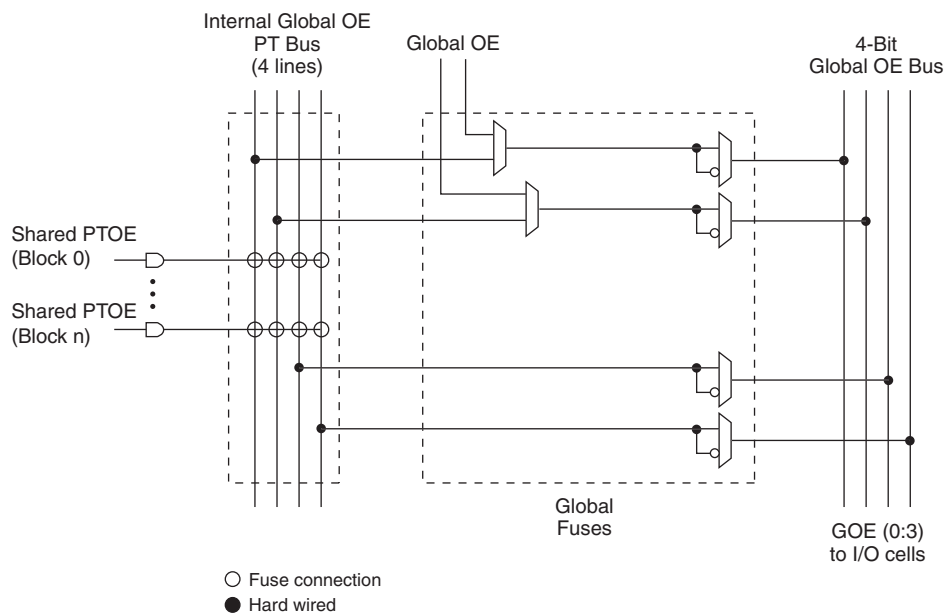 Internal Global OE
PT Bus
(4 lines)
Global OE
4-Bit
Global OE Bus
Shared PTOE
(Block 0)
Shared PTOE
(Block n)
Global
Fuses
GOE (0:3)
to I/O cells
Fuse connection
Hard wired